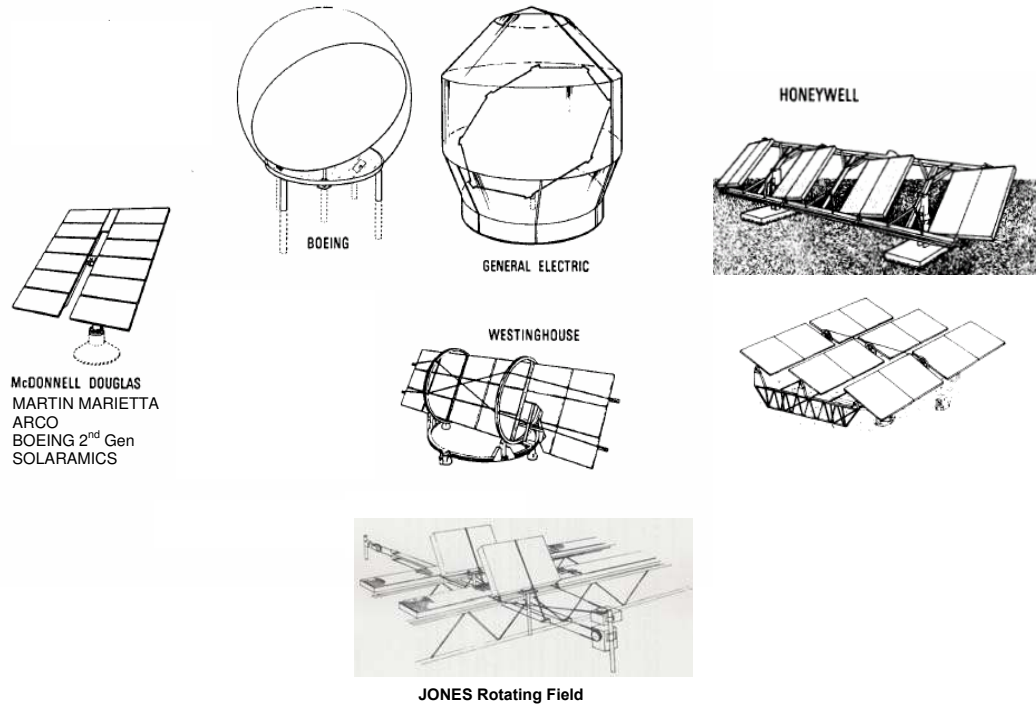 HONEYWELL
BOEING
GENERAL ELECTRIC
WESTINGHOUSE
McDONNELL DOUGLAS
MARTIN MARIETTA
ARCO
BOEING 2nd Gen
SOLARAMICS
JONES Rotating Field